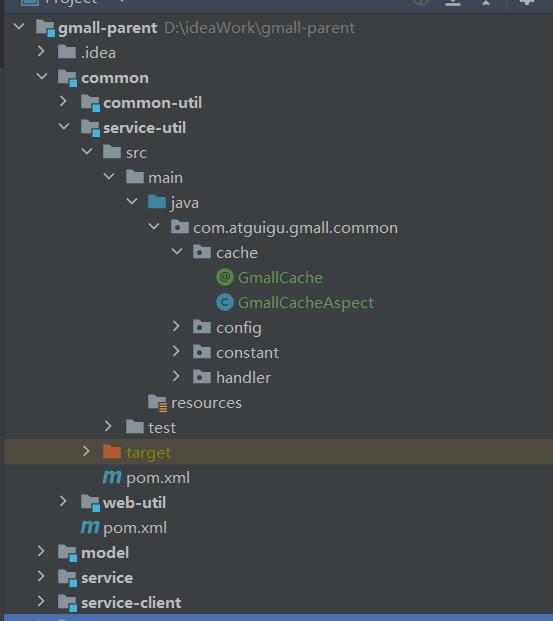 Project
gmall-parent D:\ideaWork\gmall-parent
.idea
common
common-util
service-util
src
main
java
com.atguigu.gmall.common
cache
GmallCache
GmallCacheAspect
config
constant
handler
resources
test
target
pom.xml
web-util
pom.xml
model
service
service-client